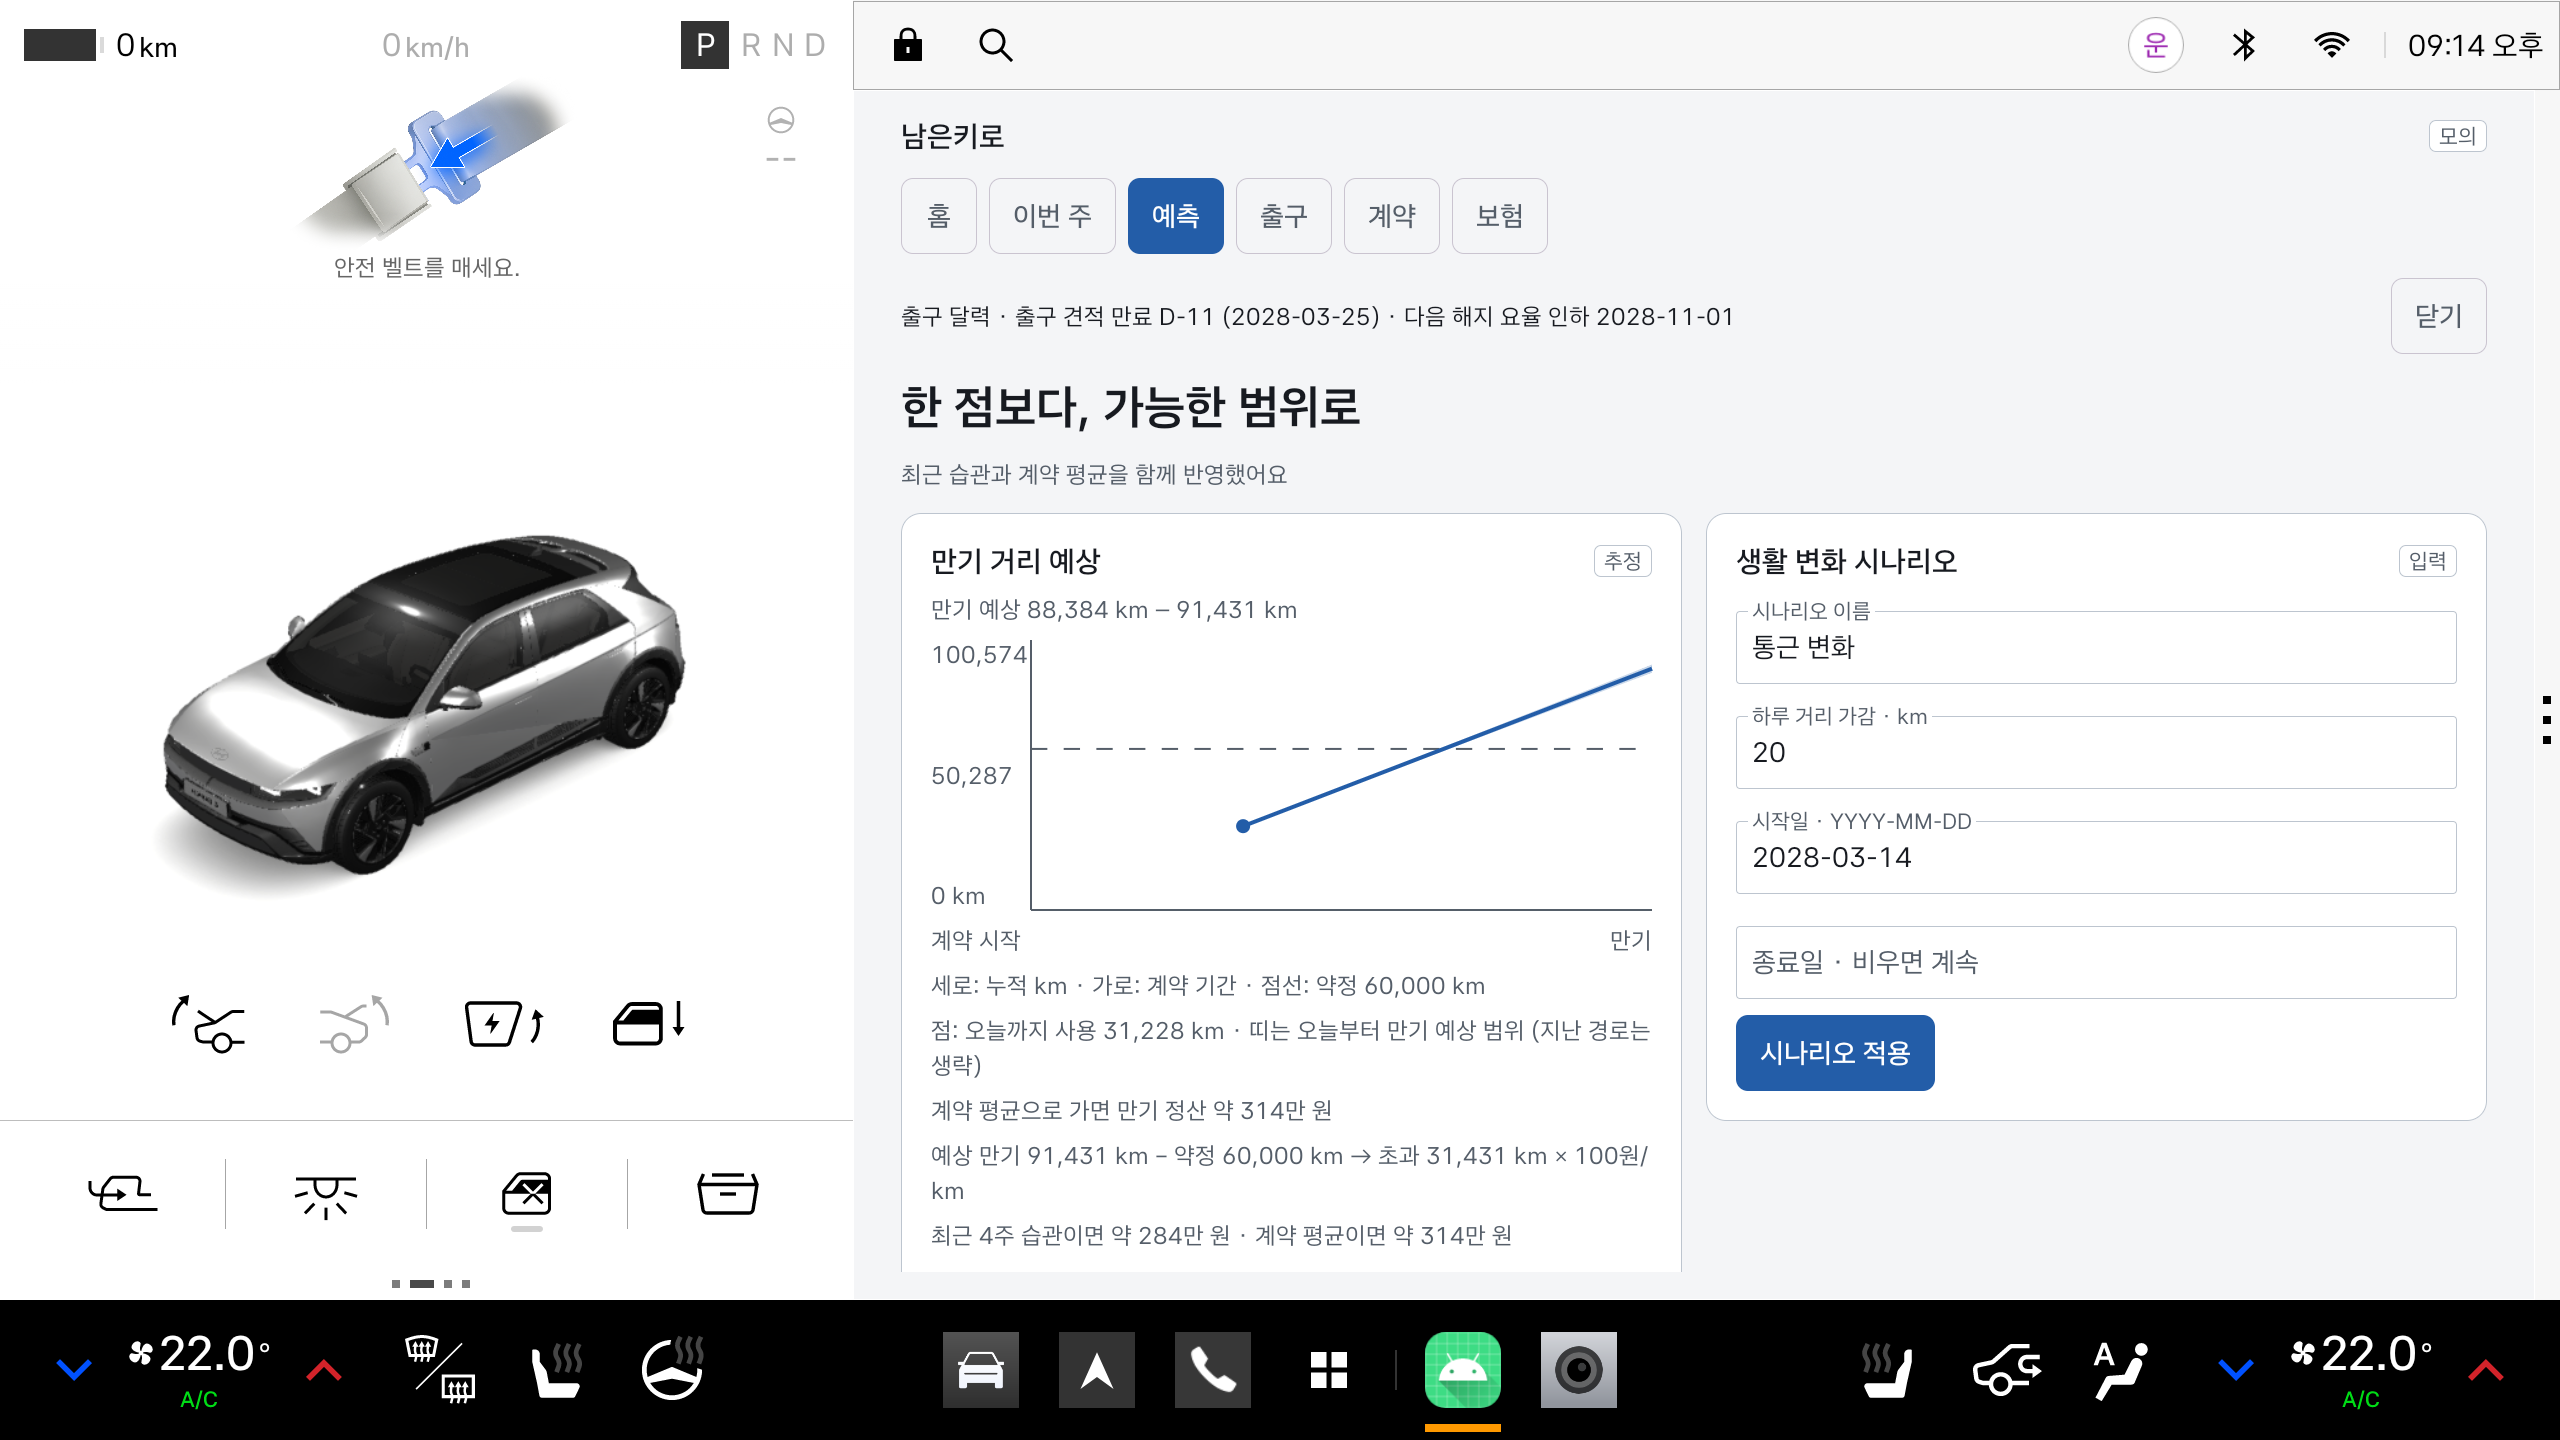 0 km
0 km/h
P R N D
09:14 오후
운
안전 벨트를 매세요.
남은키로
모의
홈
이번 주
예측
출구
계약
보험
출구 달력 · 출구 견적 만료 D-11 (2028-03-25) · 다음 해지 요율 인하 2028-11-01
닫기
한 점보다, 가능한 범위로
최근 습관과 계약 평균을 함께 반영했어요
만기 거리 예상
추정
만기 예상 88,384 km – 91,431 km
100,574
50,287
0 km
계약 시작
만기
세로: 누적 km · 가로: 계약 기간 · 점선: 약정 60,000 km
점: 오늘까지 사용 31,228 km · 띠는 오늘부터 만기 예상 범위 (지난 경로는
생략)
계약 평균으로 가면 만기 정산 약 314만 원
예상 만기 91,431 km − 약정 60,000 km → 초과 31,431 km × 100원/
km
최근 4주 습관이면 약 284만 원 · 계약 평균이면 약 314만 원
생활 변화 시나리오
입력
시나리오 이름
통근 변화
하루 거리 가감 · km
20
시작일 · YYYY-MM-DD
2028-03-14
종료일 · 비우면 계속
시나리오 적용
22.0°
A/C
A
22.0°
A/C